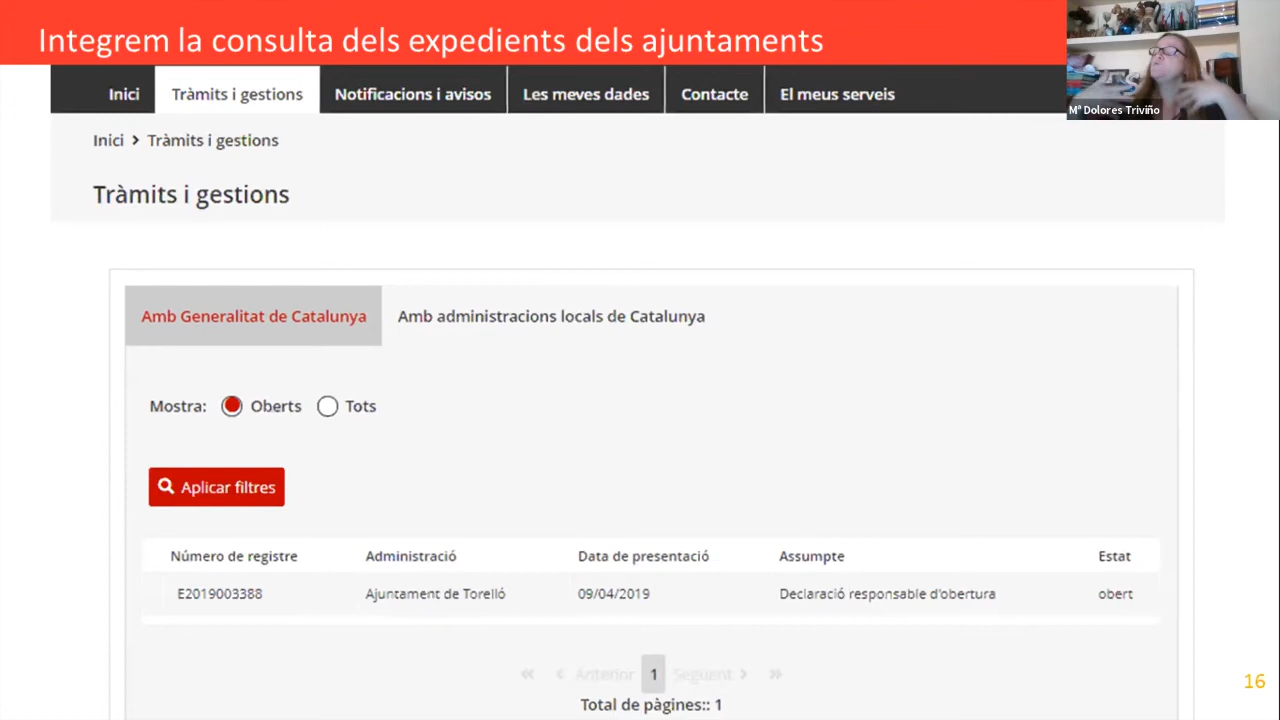 Integrem la consulta dels expedients dels ajuntaments
Mª Dolores Triviño
Inici Tràmits i gestions Notificacions i avisos Les meves dades Contacte El meus serveis
Inici > Tràmits i gestions
Tràmits i gestions
Amb Generalitat de Catalunya Amb administracions locals de Catalunya
Mostra: Oberts Tots
Aplicar filtres
Número de registre Administració Data de presentació Assumpte Estat
E2019003388 Ajuntament de Torelló 09/04/2019 Declaració responsable d'obertura obert
« < Anterior 1 Següent > »
Total de pàgines:: 1
16